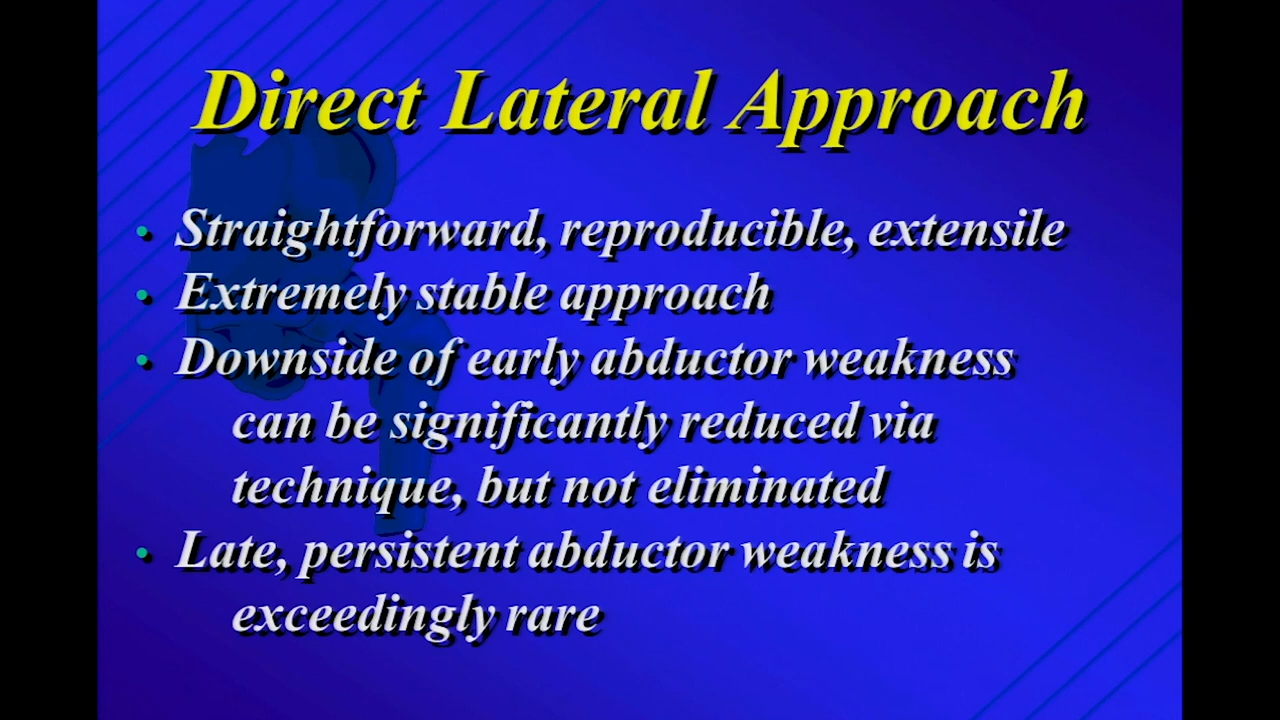 Direct Lateral Approach
• Straightforward, reproducible, extensile
• Extremely stable approach
• Downside of early abductor weakness
can be significantly reduced via
technique, but not eliminated
• Late, persistent abductor weakness is
exceedingly rare